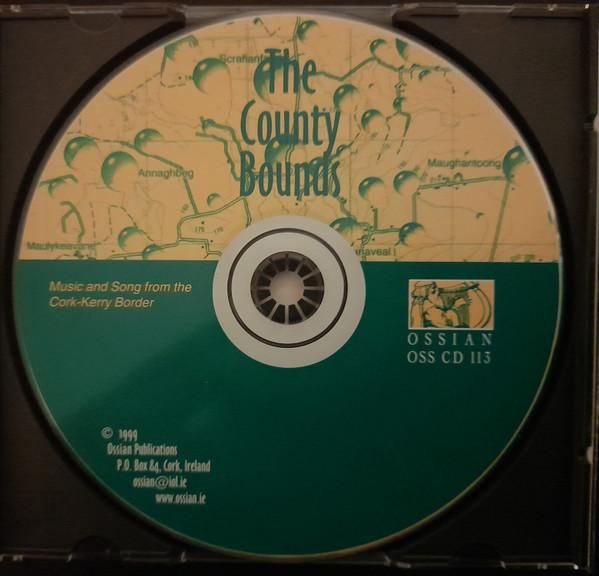 The
County
Bounds
Annaghbeg
Maughantoorig
Maulykeavane
Music and Song from the
Cork-Kerry Border
OSSIAN
OSS CD 113
© 1999
Ossian Publications
P.O. Box 84, Cork, Ireland
ossian@iol.ie
www.ossian.ie